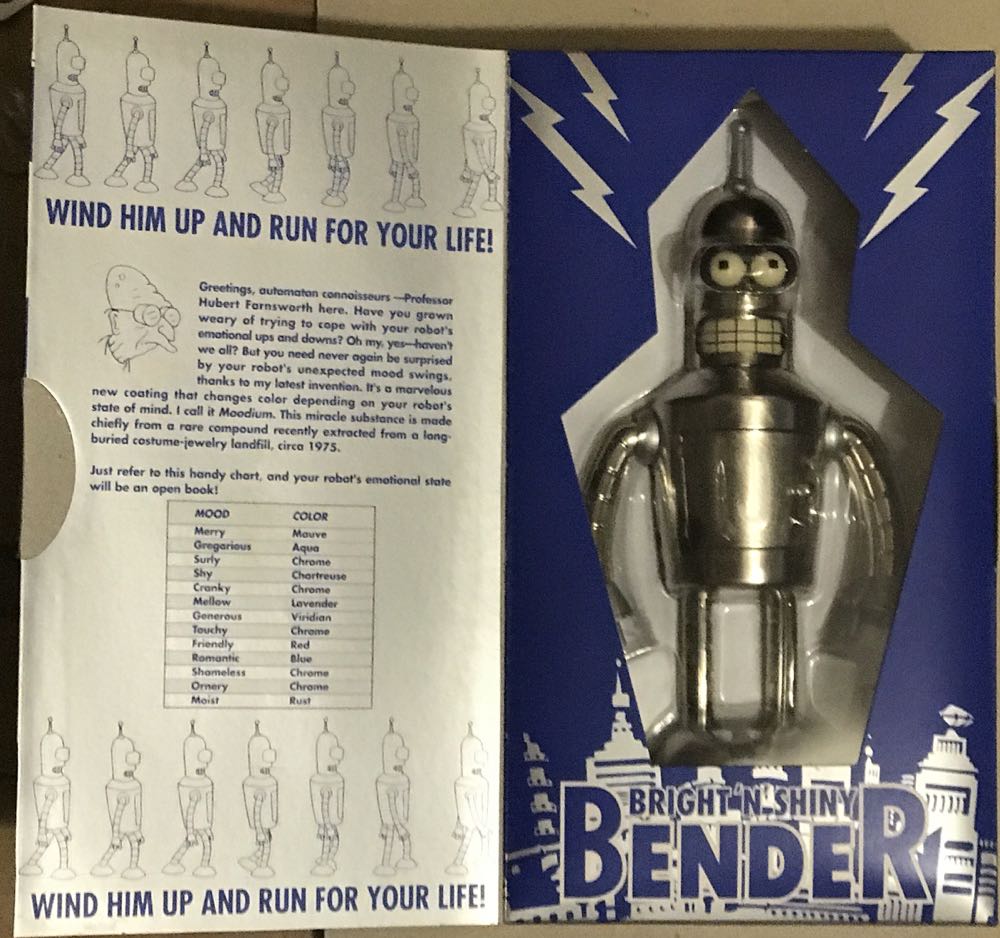 WIND HIM UP AND RUN FOR YOUR LIFE!
Greetings, automatan connoisseurs —Professor
Hubert Farnsworth here. Have you grown
weary of trying to cope with your robot's
emotional ups and downs? Oh my, yes—haven't
we all? But you need never again be surprised
by your robot's unexpected mood swings,
thanks to my latest invention. It's a marvelous
new coating that changes color depending on your robot's
state of mind. I call it Moodium. This miracle substance is made
chiefly from a rare compound recently extracted from a long-
buried costume-jewelry landfill, circa 1975.
Just refer to this handy chart, and your robot's emotional state
will be an open book!
MOOD COLOR
Merry Mauve
Gregarious Aqua
Surly Chrome
Shy Chartreuse
Cranky Chrome
Mellow Lavender
Generous Viridian
Touchy Chrome
Friendly Red
Romantic Blue
Shameless Chrome
Ornery Chrome
Moist Rust
WIND HIM UP AND RUN FOR YOUR LIFE!
BRIGHT 'N SHINY
BENDER